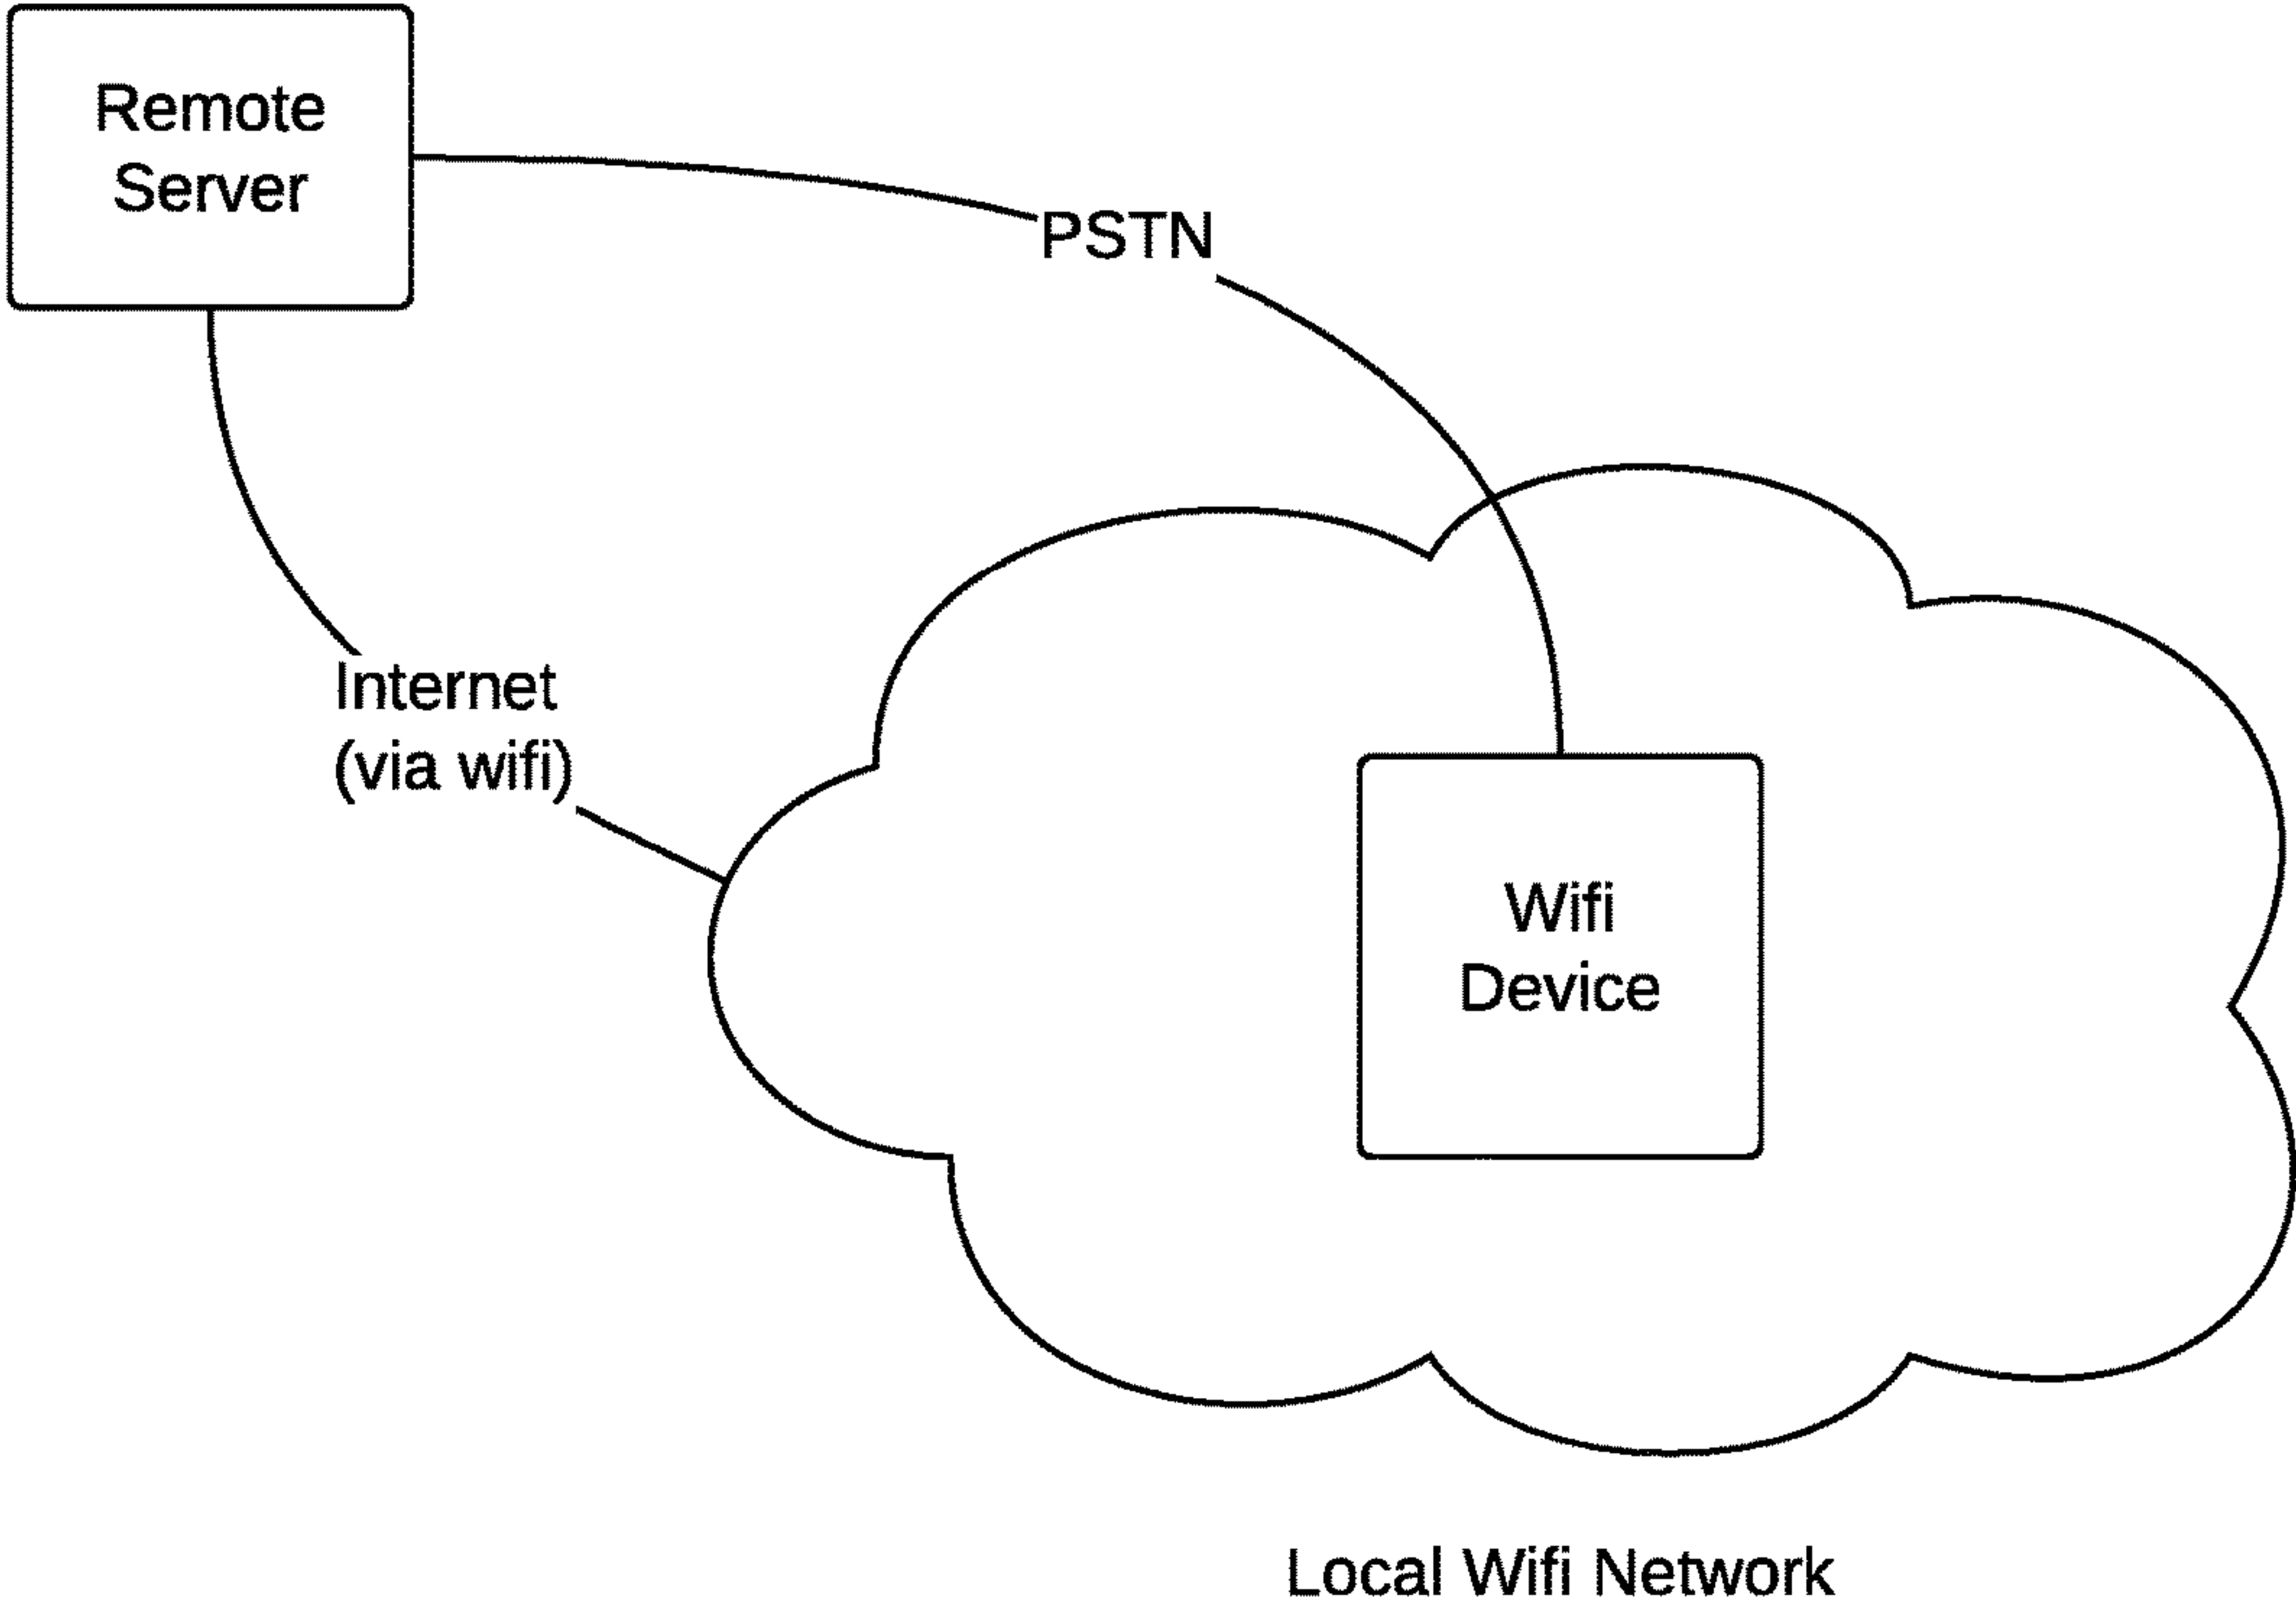 Remote
Server
PSTN
Internet
(via wifi)
Wifi
Device
Local Wifi Network